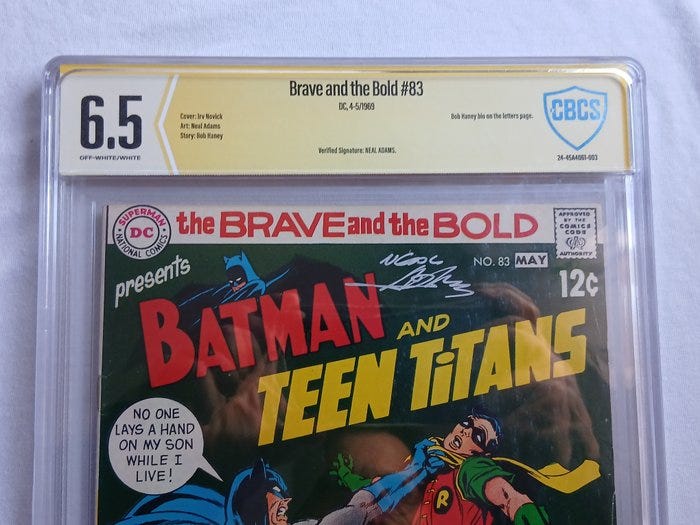 Brave and the Bold #83
DC, 4-5/1969
6.5
OFF-WHITE/WHITE
Cover: Irv Novick
Art: Neal Adams
Story: Bob Haney
Verified Signature: NEAL ADAMS.
Bob Haney bio on the letters page.
CBCS
24-45A4061-003
SUPERMAN
DC
NATIONAL COMICS
the BRAVE and the BOLD
APPROVED
BY THE
COMICS
CODE
AUTHORITY
presents
Neal Adams
NO. 83 MAY
12¢
BATMAN
AND
TEEN TITANS
NO ONE
LAYS A HAND
ON MY SON
WHILE I
LIVE!
R